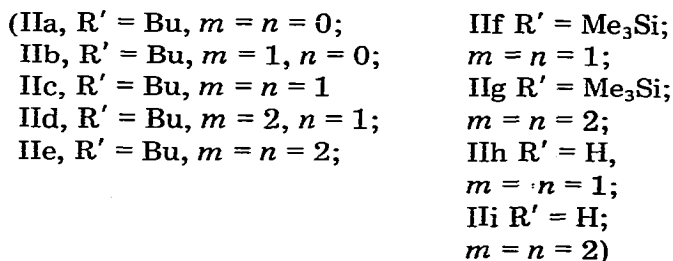 (IIa, R′ = Bu, m = n = 0;
IIb, R′ = Bu, m = 1, n = 0;
IIc, R′ = Bu, m = n = 1
IId, R′ = Bu, m = 2, n = 1;
IIe, R′ = Bu, m = n = 2;
IIf R′ = Me₃Si;
m = n = 1;
IIg R′ = Me₃Si;
m = n = 2;
IIh R′ = H,
m = n = 1;
IIi R′ = H;
m = n = 2)